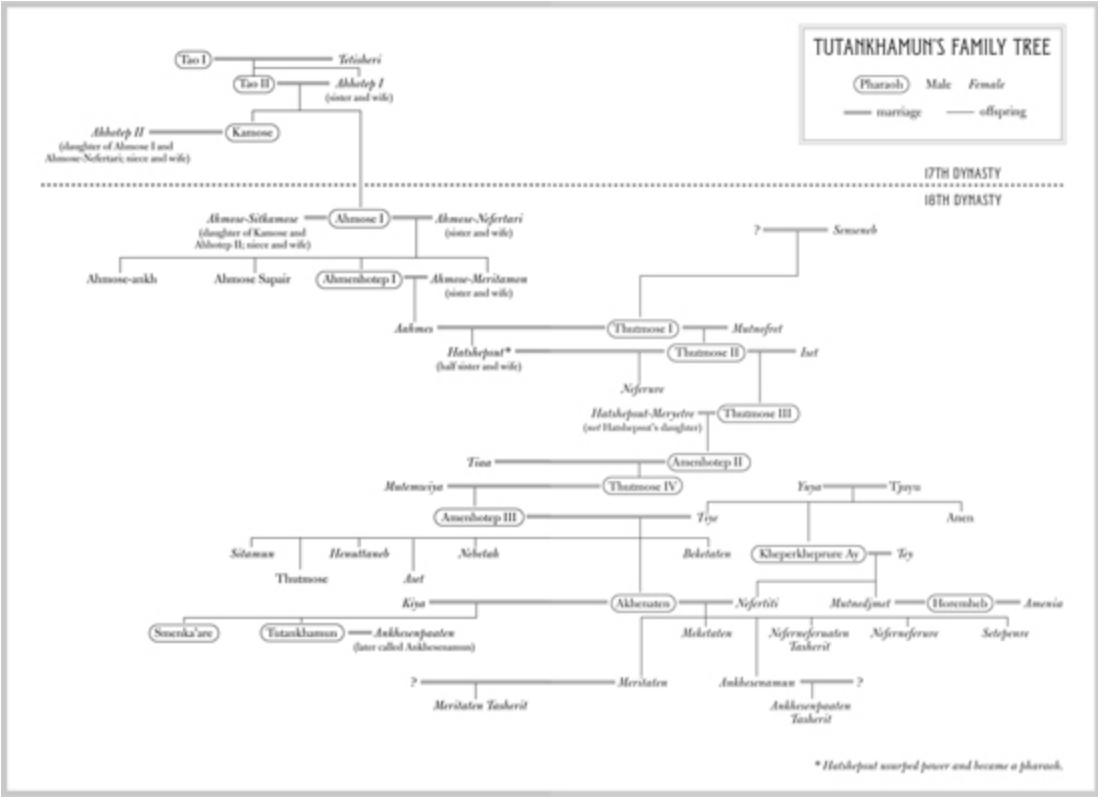 TUTANKHAMUN'S FAMILY TREE
Pharaoh Male Female
marriage offspring
Tao I Tetisheri
Tao II Ahhotep I
(sister and wife)
Ahhotep II Kamose
(daughter of Ahmose I and
Ahmose-Nefertari; niece and wife)
17TH DYNASTY
18TH DYNASTY
Ahmose-Sitkamose Ahmose I Ahmose-Nefertari
(daughter of Kamose and (sister and wife)
Ahhotep II; niece and wife)
? Senseneb
Ahmose-ankh Ahmose Sapair Ahmenhotep I Ahmose-Meritamon
(sister and wife)
Aahmes Thutmose I Mutnofret
Hatshepsut* Thutmose II Iset
(half sister and wife)
Neferure
Hatshepsut-Meryetre Thutmose III
(not Hatshepsut's daughter)
Tiaa Amenhotep II
Mutemwiya Thutmose IV Yuya Tjuyu
Amenhotep III Tiye Anen
Sitamun Henuttaneb Nebetah Beketaten Kheperkheprure Ay Tey
Thutmose Aset
Kiya Akhenaten Nefertiti Mutnedjmet Horemheb Amenia
Smenka'are Tutankhamun Ankhesenpaaten Meketaten Neferneferuaten Neferneferure Setepenre
(later called Ankhesenamun) Tasherit
? Meritaten Ankhesenamun ?
Meritaten Tasherit Ankhesenpaaten
Tasherit
* Hatshepsut usurped power and became a pharaoh.